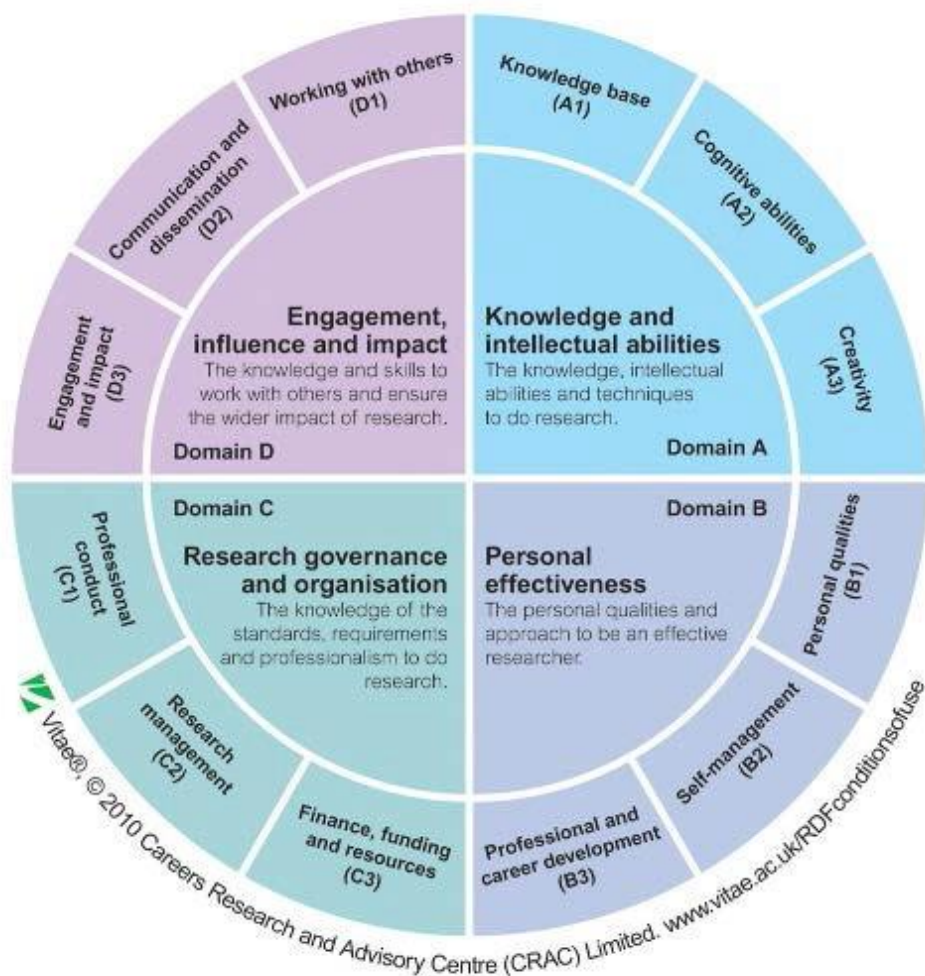 Working with others
(D1)
Knowledge base
(A1)
Communication and
dissemination
(D2)
Cognitive abilities
(A2)
Engagement
and impact
(D3)
Creativity
(A3)
Engagement,
influence and impact
The knowledge and skills to
work with others and ensure
the wider impact of research.
Domain D
Knowledge and
intellectual abilities
The knowledge, intellectual
abilities and techniques
to do research.
Domain A
Domain C
Research governance
and organisation
The knowledge of the
standards, requirements
and professionalism to do
research.
Domain B
Personal
effectiveness
The personal qualities and
approach to be an effective
researcher.
Professional
conduct
(C1)
Personal qualities
(B1)
Research
management
(C2)
Self-management
(B2)
Finance, funding
and resources
(C3)
Professional and
career development
(B3)
Vitae®, © 2010 Careers Research and Advisory Centre (CRAC) Limited. www.vitae.ac.uk/RDFconditionsofuse